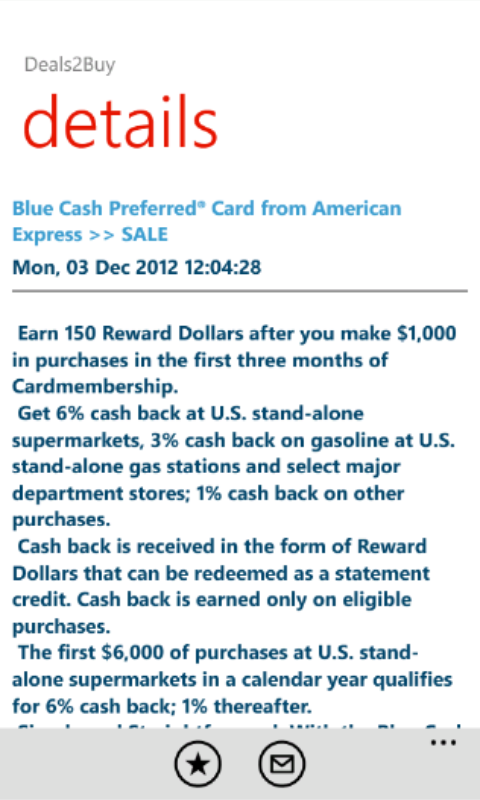 Deals2Buy
details
Blue Cash Preferred® Card from American
Express >> SALE
Mon, 03 Dec 2012 12:04:28
Earn 150 Reward Dollars after you make $1,000
in purchases in the first three months of
Cardmembership.
Get 6% cash back at U.S. stand-alone
supermarkets, 3% cash back on gasoline at U.S.
stand-alone gas stations and select major
department stores; 1% cash back on other
purchases.
Cash back is received in the form of Reward
Dollars that can be redeemed as a statement
credit. Cash back is earned only on eligible
purchases.
The first $6,000 of purchases at U.S. stand-
alone supermarkets in a calendar year qualifies
for 6% cash back; 1% thereafter.